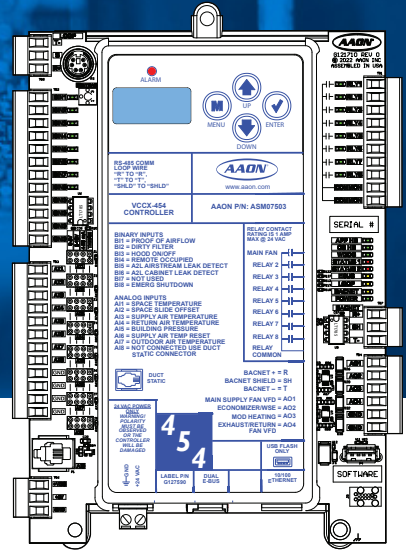 LOOP
AAON
8121710 REV 0
© 2022 AAON INC
ASSEMBLED IN USA
ALARM
M
MENU
UP
DOWN
ENTER
RS-485 COMM
LOOP WIRE
"R" TO "R",
"T" TO "T",
"SHLD" TO "SHLD"
AAON
www.aaon.com
VCCX-454
CONTROLLER
AAON P/N: ASM07503
BINARY INPUTS
BI1 = PROOF OF AIRFLOW
BI2 = DIRTY FILTER
BI3 = HOOD ON/OFF
BI4 = REMOTE OCCUPIED
BI5 = A2L AIRSTREAM LEAK DETECT
BI6 = A2L CABINET LEAK DETECT
BI7 = NOT USED
BI8 = EMERG SHUTDOWN
ANALOG INPUTS
AI1 = SPACE TEMPERATURE
AI2 = SPACE SLIDE OFFSET
AI3 = SUPPLY AIR TEMPERATURE
AI4 = RETURN AIR TEMPERATURE
AI5 = BUILDING PRESSURE
AI6 = SUPPLY AIR TEMP RESET
AI7 = OUTDOOR AIR TEMPERATURE
AI8 = NOT CONNECTED USE DUCT
STATIC CONNECTOR
RELAY CONTACT
RATING IS 1 AMP
MAX @ 24 VAC
MAIN FAN
RELAY 2
RELAY 3
RELAY 4
RELAY 5
RELAY 6
RELAY 7
RELAY 8
RELAY
COMMON
SERIAL #
DUCT
STATIC
BACNET + = R
BACNET SHIELD = SH
BACNET – = T
MAIN SUPPLY FAN VFD = AO1
ECONOMIZER/WSE = AO2
MOD HEATING = AO3
EXHAUST/RETURN = AO4
FAN VFD
24 VAC POWER
ONLY
WARNING!
POLARITY
MUST BE
OBSERVED
OR THE
CONTROLLER
WILL BE
DAMAGED
GND
+24 VAC
454
USB FLASH
ONLY
LABEL P/N
G127590
DUAL
E-BUS
10/100
ETHERNET
SOFTWARE